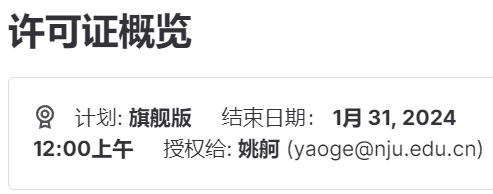 许可证概览
计划: 旗舰版 结束日期： 1月 31, 2024
12:00上午 授权给: 姚舸 (yaoge@nju.edu.cn)